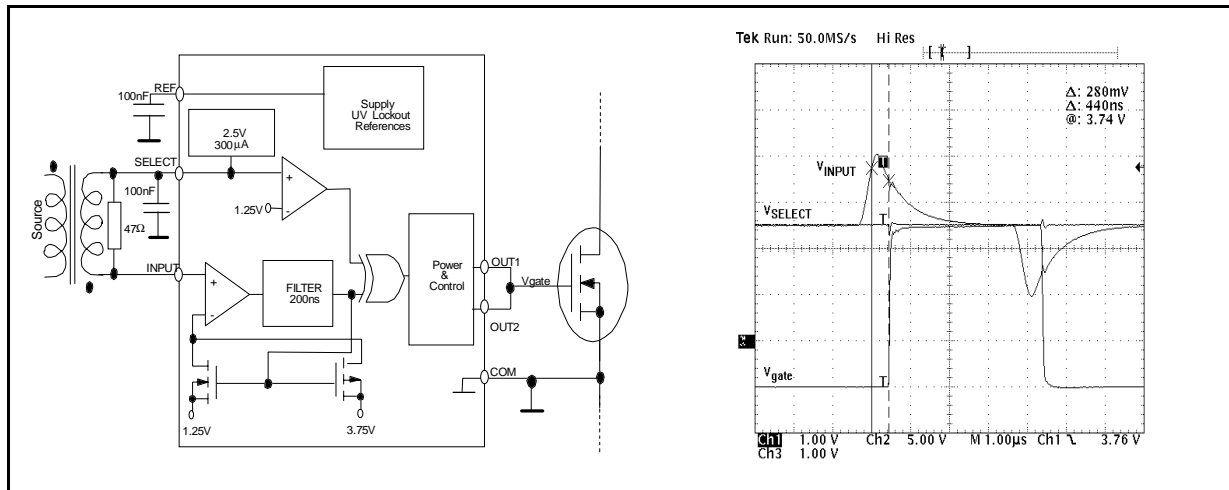 REF
100nF
Supply
UV Lockout
References
2.5V
300µA
SELECT
100nF
+
-
1.25V
Source
47Ω
INPUT
+
-
FILTER
200ns
Power
&
Control
OUT1
Vgate
OUT2
COM
1.25V
3.75V
Tek Run: 50.0MS/s Hi Res
[ T ]
Δ: 280mV
Δ: 440ns
@: 3.74 V
VINPUT
T
VSELECT
T
Vgate
T
Ch1 1.00 V Ch2 5.00 V M 1.00µs Ch1 3.76 V
Ch3 1.00 V